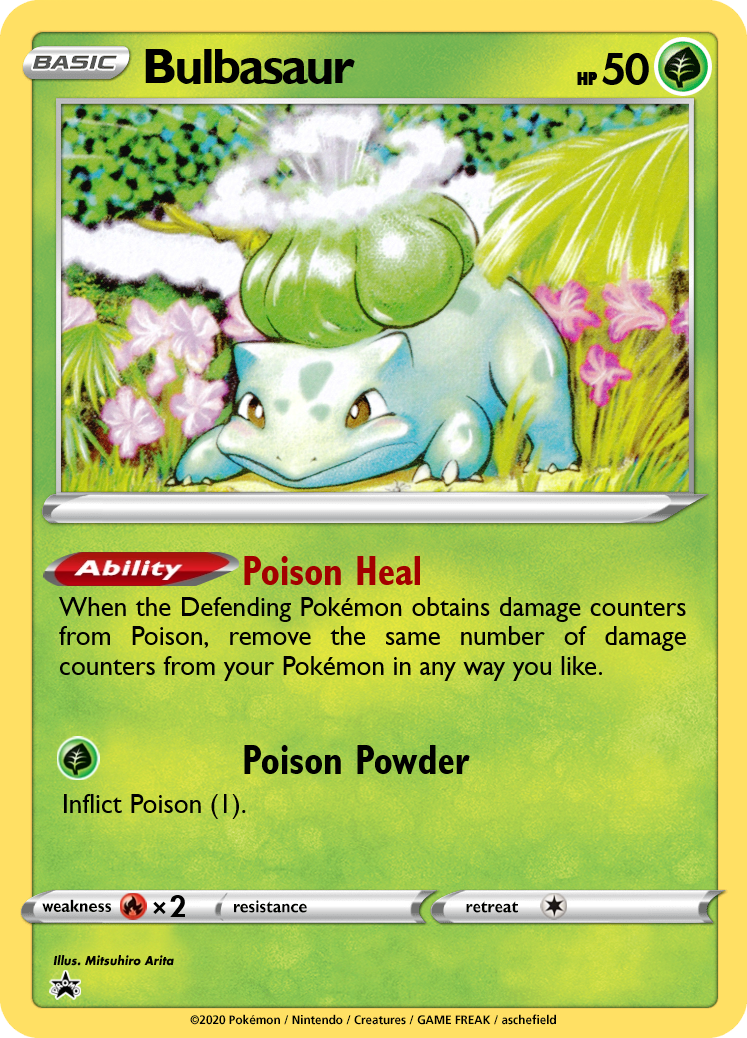 BASIC Bulbasaur HP 50
Ability Poison Heal
When the Defending Pokémon obtains damage counters
from Poison, remove the same number of damage
counters from your Pokémon in any way you like.
Poison Powder
Inflict Poison (1).
weakness ×2 resistance retreat
Illus. Mitsuhiro Arita
PROMO
©2020 Pokémon / Nintendo / Creatures / GAME FREAK / aschefield